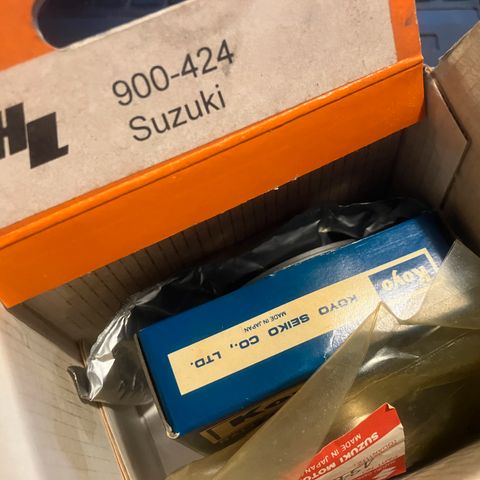 HL
900-424
Suzuki
Koyo
KOYO SEIKO CO., LTD.
MADE IN JAPAN
SUZUKI MOTO
MADE IN JAPAN